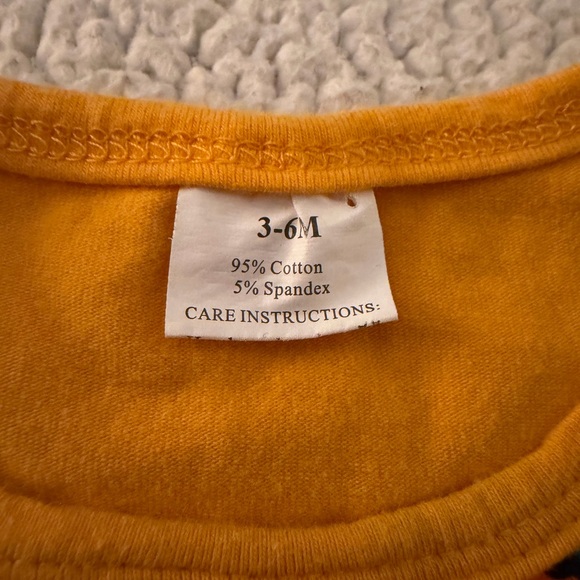 3-6M
95% Cotton
5% Spandex
CARE INSTRUCTIONS: